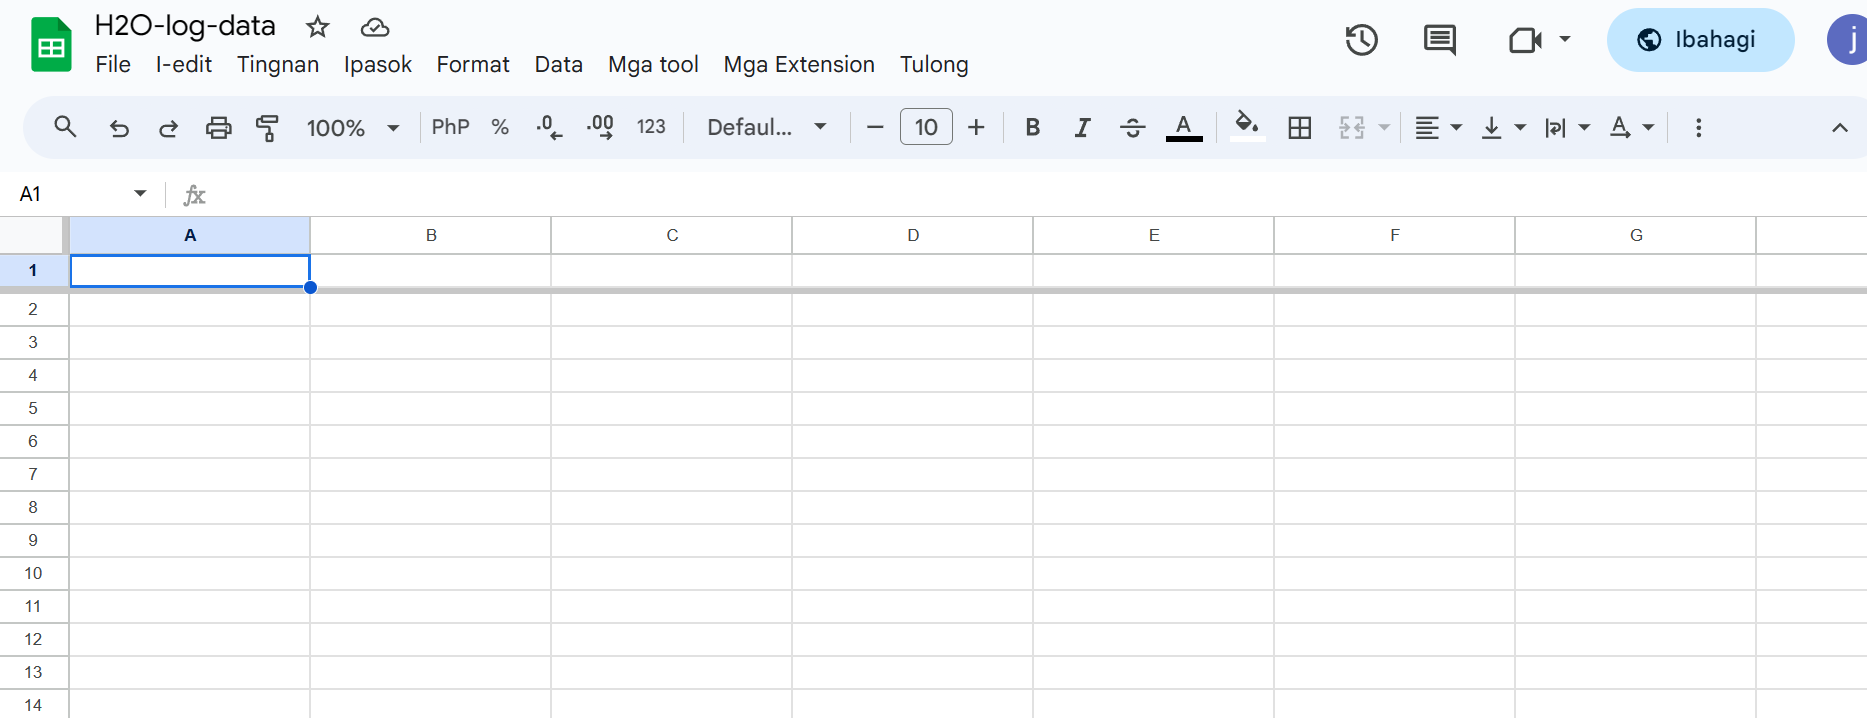 H2O-log-data
File I-edit Tingnan Ipasok Format Data Mga tool Mga Extension Tulong
Ibahagi
j
100% PhP % .0 .00 123 Defaul... 10 B I S A A
A1 fx
A B C D E F G
1
2
3
4
5
6
7
8
9
10
11
12
13
14